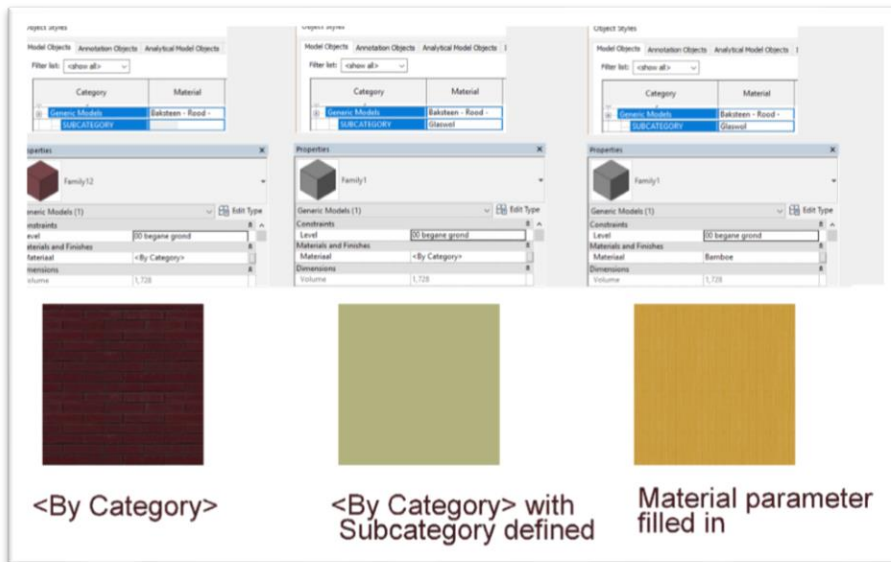 Object Styles
Model Objects Annotation Objects Analytical Model Objects
Filter list: <show all>
Category Material
Generic Models Baksteen - Rood -
SUBCATEGORY
Properties
Family12
Generic Models (1) Edit Type
Constraints
Level 00 begane grond
Materials and Finishes
Materiaal <By Category>
Dimensions
Volume 1,728
<By Category>
Object Styles
Model Objects Annotation Objects Analytical Model Objects
Filter list: <show all>
Category Material
Generic Models Baksteen - Rood -
SUBCATEGORY Glaswol
Properties
Family1
Generic Models (1) Edit Type
Constraints
Level 00 begane grond
Materials and Finishes
Materiaal <By Category>
Dimensions
Volume 1,728
<By Category> with
Subcategory defined
Object Styles
Model Objects Annotation Objects Analytical Model Objects
Filter list: <show all>
Category Material
Generic Models Baksteen - Rood -
SUBCATEGORY Glaswol
Properties
Family1
Generic Models (1) Edit Type
Constraints
Level 00 begane grond
Materials and Finishes
Materiaal Bamboe
Dimensions
Volume 1,728
Material parameter
filled in